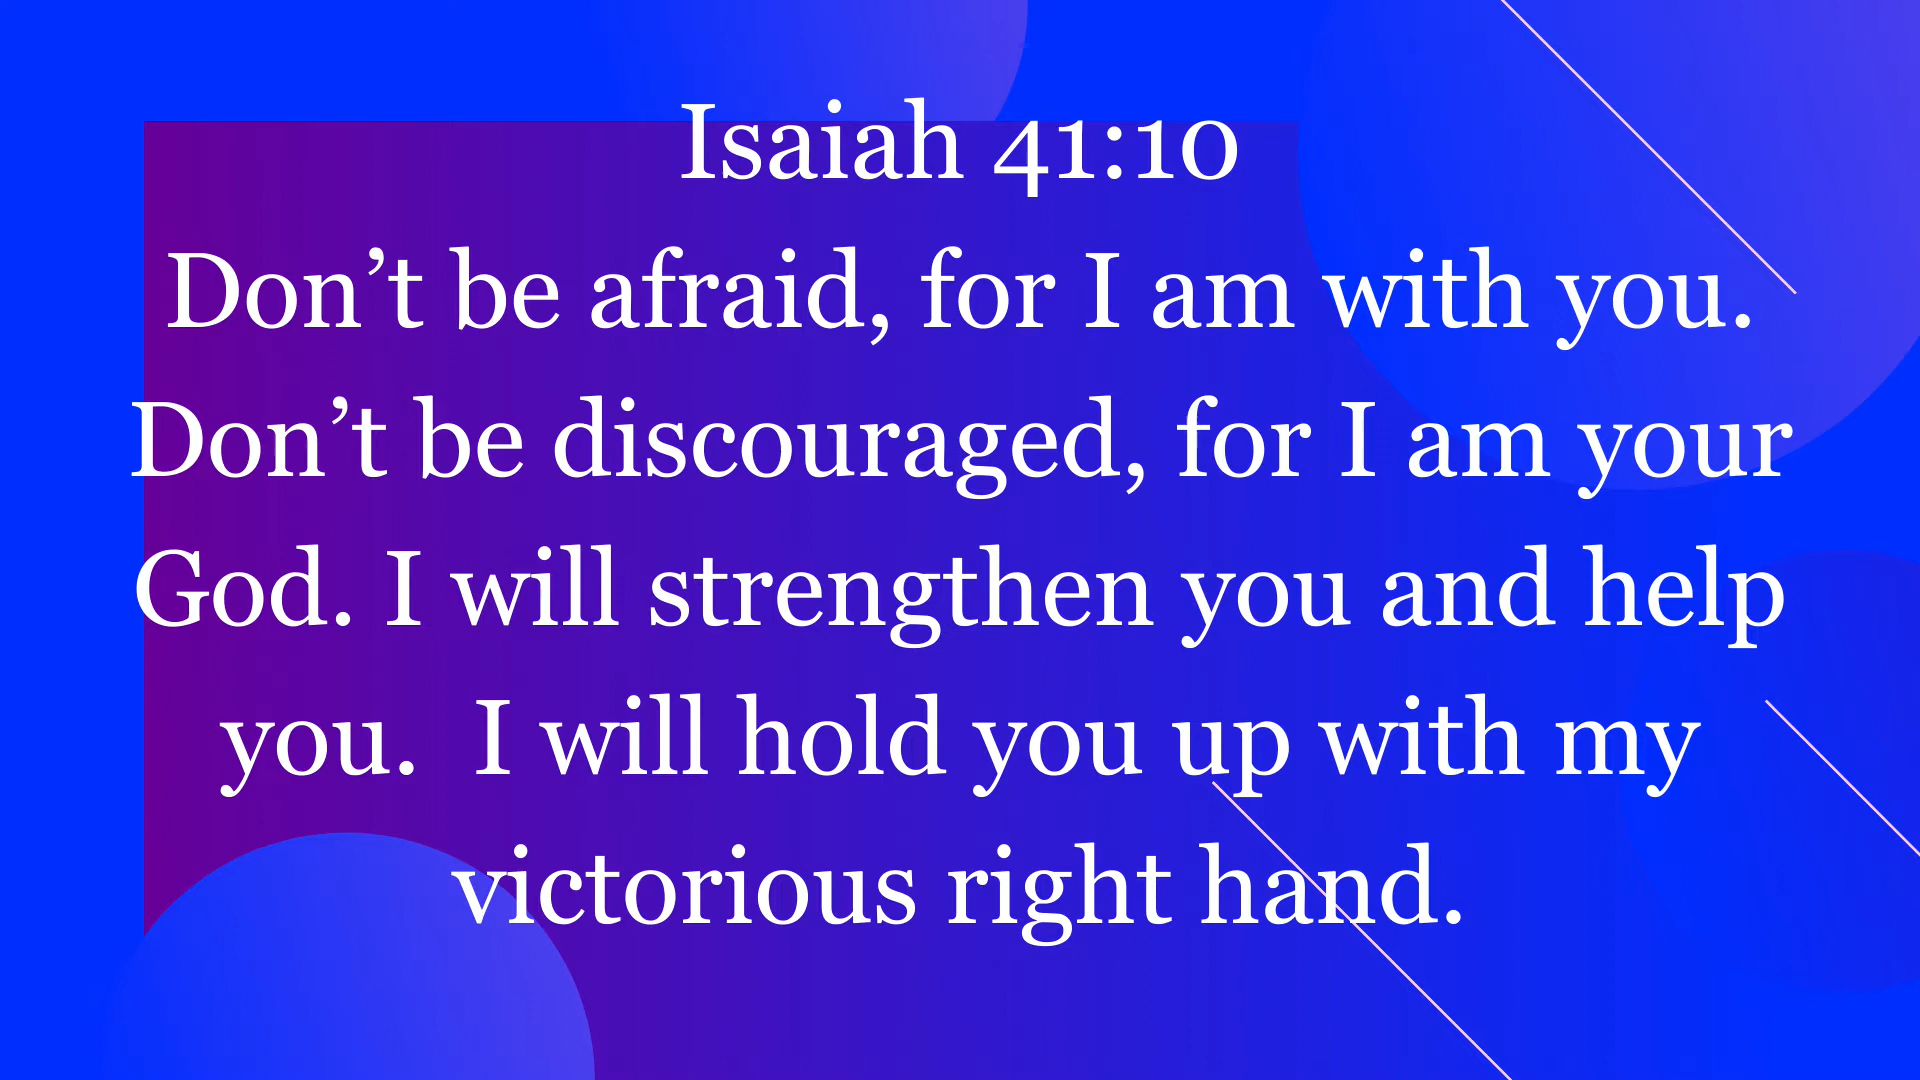 Isaiah 41:10
Don’t be afraid, for I am with you.
Don’t be discouraged, for I am your
God. I will strengthen you and help
you.  I will hold you up with my
victorious right hand.